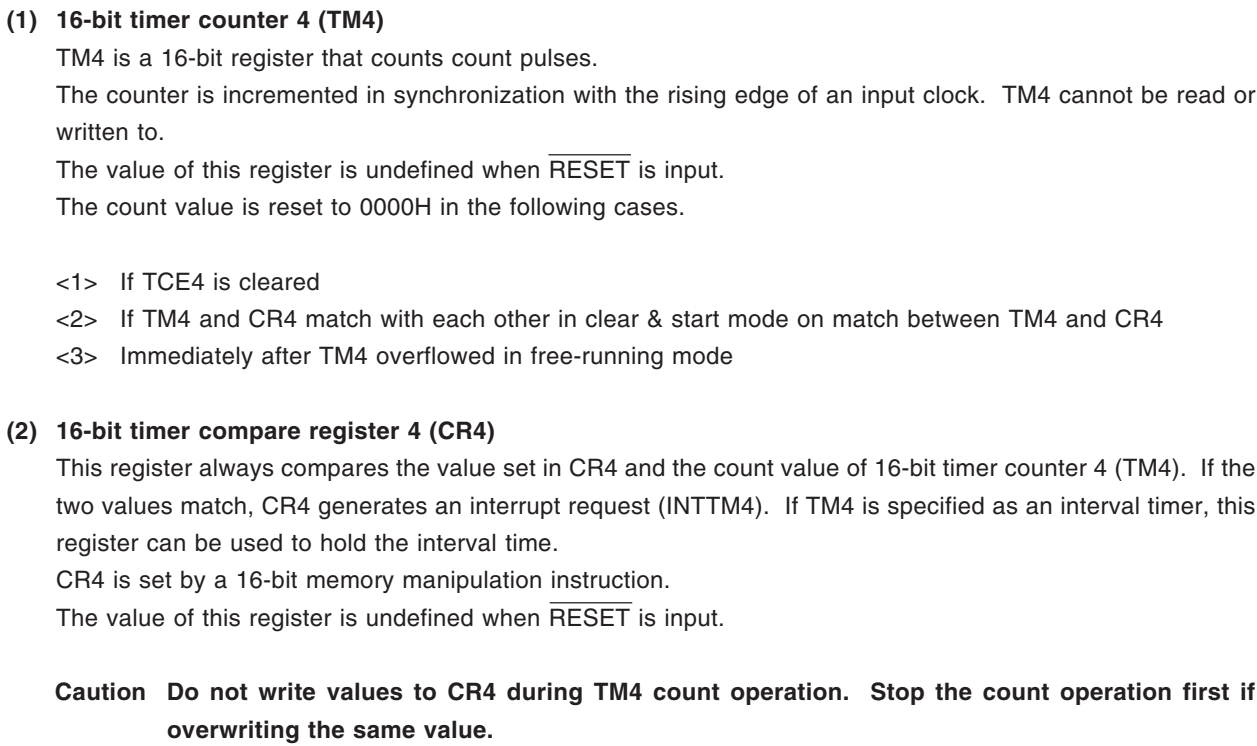 (1) 16-bit timer counter 4 (TM4)
TM4 is a 16-bit register that counts count pulses.
The counter is incremented in synchronization with the rising edge of an input clock. TM4 cannot be read or
written to.
The value of this register is undefined when RESET is input.
The count value is reset to 0000H in the following cases.
<1> If TCE4 is cleared
<2> If TM4 and CR4 match with each other in clear & start mode on match between TM4 and CR4
<3> Immediately after TM4 overflowed in free-running mode
(2) 16-bit timer compare register 4 (CR4)
This register always compares the value set in CR4 and the count value of 16-bit timer counter 4 (TM4). If the
two values match, CR4 generates an interrupt request (INTTM4). If TM4 is specified as an interval timer, this
register can be used to hold the interval time.
CR4 is set by a 16-bit memory manipulation instruction.
The value of this register is undefined when RESET is input.
Caution Do not write values to CR4 during TM4 count operation. Stop the count operation first if
overwriting the same value.